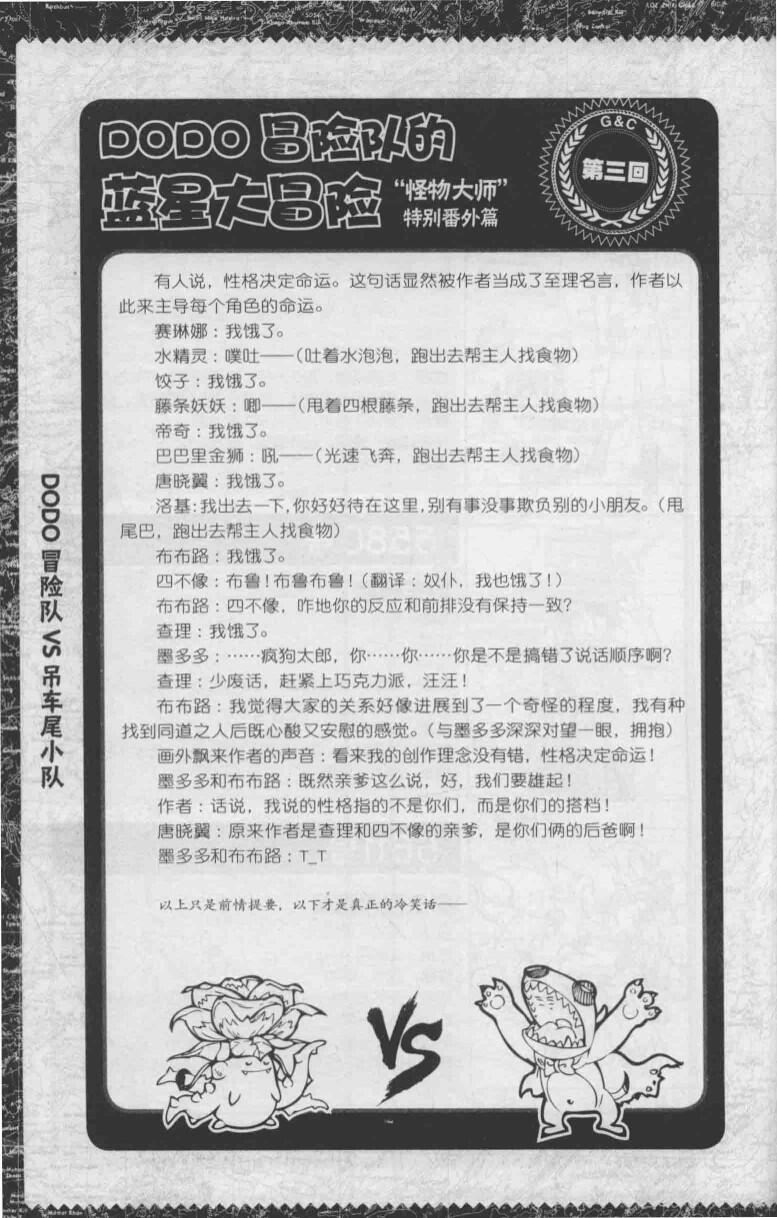 DODO 冒险队的
蓝星大冒险
“怪物大师”
特别番外篇
G&C
第三回
有人说，性格决定命运。这句话显然被作者当成了至理名言，作者以
此来主导每个角色的命运。
赛琳娜：我饿了。
水精灵：噗吐——（吐着水泡泡，跑出去帮主人找食物）
饺子：我饿了。
藤条妖妖：唧——（甩着四根藤条，跑出去帮主人找食物）
帝奇：我饿了。
巴巴里金狮：吼——（光速飞奔，跑出去帮主人找食物）
唐晓翼：我饿了。
洛基：我出去一下，你好好待在这里，别有事没事欺负别的小朋友。（甩
尾巴，跑出去帮主人找食物）
布布路：我饿了。
四不像：布鲁！布鲁布鲁！（翻译：奴仆，我也饿了！）
布布路：四不像，咋地你的反应和前排没有保持一致？
查理：我饿了。
墨多多：……疯狗太郎，你……你……你是不是搞错了说话顺序啊？
查理：少废话，赶紧上巧克力派，汪汪！
布布路：我觉得大家的关系好像进展到了一个奇怪的程度，我有种
找到同道之人后既心酸又安慰的感觉。（与墨多多深深对望一眼，拥抱）
画外飘来作者的声音：看来我的创作理念没有错，性格决定命运！
墨多多和布布路：既然亲爹这么说，好，我们要雄起！
作者：话说，我说的性格指的不是你们，而是你们的搭档！
唐晓翼：原来作者是查理和四不像的亲爹，是你们俩的后爸啊！
墨多多和布布路：T_T
以上只是前情提要，以下才是真正的冷笑话——
VS
DODO 冒险队 VS 吊车尾小队